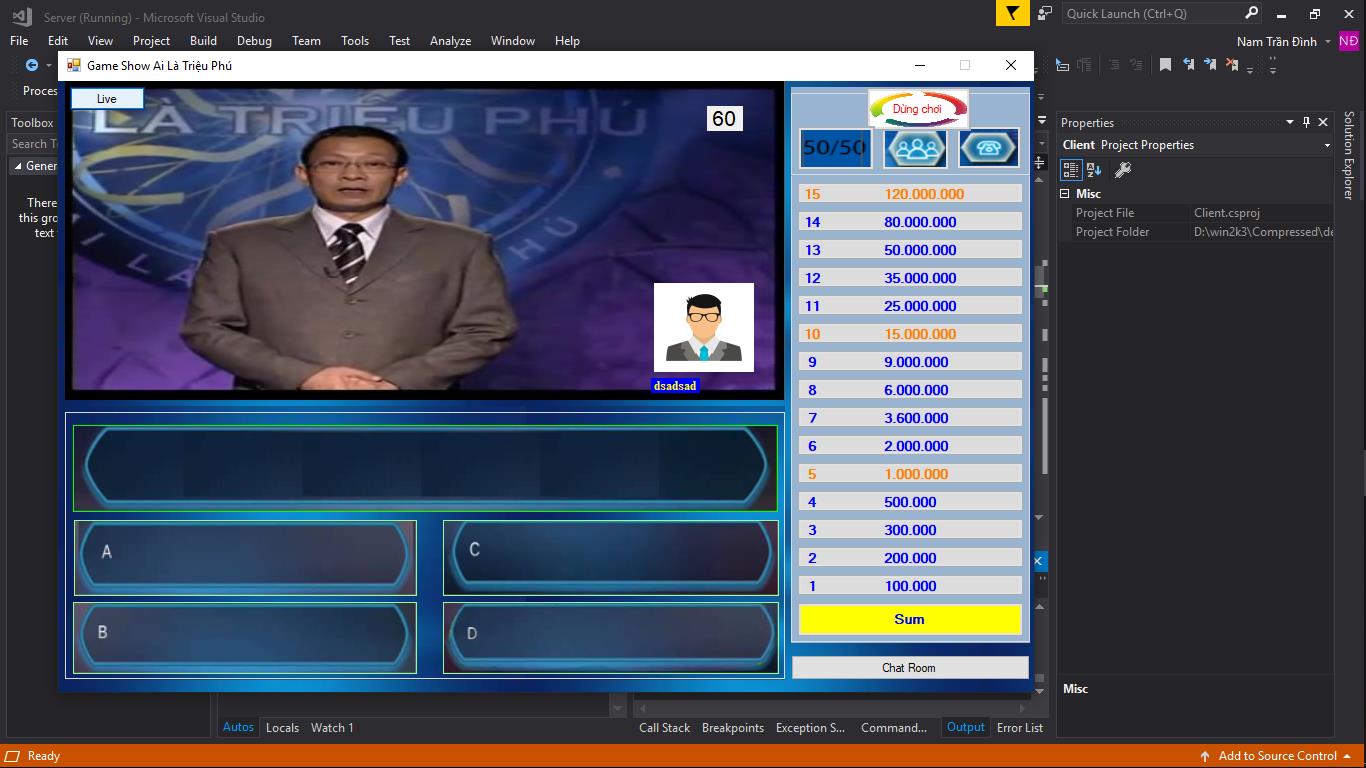 Server (Running) - Microsoft Visual Studio
Quick Launch (Ctrl+Q)
File Edit View Project Build Debug Team Tools Test Analyze Window Help
Nam Trần Đình
NĐ
Game Show Ai Là Triệu Phú
Proces
Toolbox
Search To
Gener
There
this gro
text
Live
LÀ TRIỆU PHÚ
60
dsadsad
A
C
B
D
Dừng chơi
50/50
15 120.000.000
14 80.000.000
13 50.000.000
12 35.000.000
11 25.000.000
10 15.000.000
9 9.000.000
8 6.000.000
7 3.600.000
6 2.000.000
5 1.000.000
4 500.000
3 300.000
2 200.000
1 100.000
Sum
Chat Room
Properties
Client Project Properties
Misc
Project File Client.csproj
Project Folder D:\win2k3\Compressed\de
Misc
Solution Explorer
Autos Locals Watch 1
Call Stack Breakpoints Exception S... Command... Output Error List
Ready
Add to Source Control